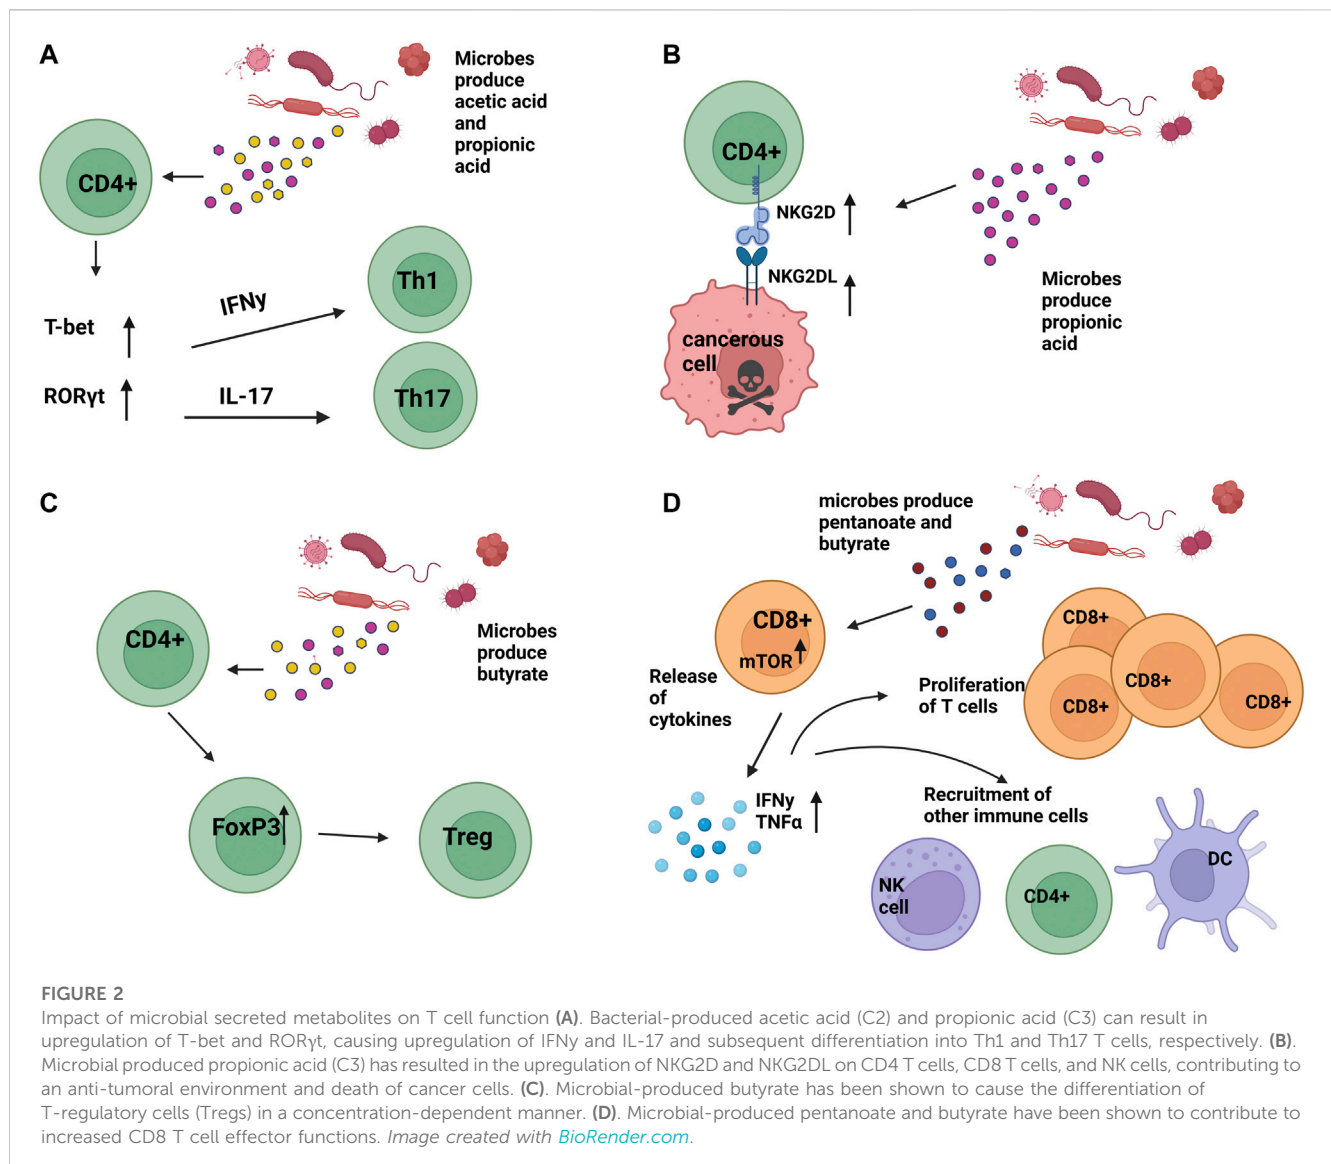 A
Microbes
produce
acetic acid
and
propionic
acid
CD4+
T-bet
RORγt
IFNy
IL-17
Th1
Th17
B
CD4+
NKG2D
NKG2DL
cancerous
cell
Microbes
produce
propionic
acid
C
CD4+
Microbes
produce
butyrate
FoxP3
Treg
D
microbes produce
pentanoate and
butyrate
CD8+
mTOR
Release
of
cytokines
IFNy
TNFα
Proliferation
of T cells
CD8+
CD8+
CD8+
CD8+
Recruitment of
other immune cells
NK
cell
CD4+
DC
FIGURE 2
Impact of microbial secreted metabolites on T cell function (A). Bacterial-produced acetic acid (C2) and propionic acid (C3) can result in
upregulation of T-bet and RORγt, causing upregulation of IFNy and IL-17 and subsequent differentiation into Th1 and Th17 T cells, respectively. (B).
Microbial produced propionic acid (C3) has resulted in the upregulation of NKG2D and NKG2DL on CD4 T cells, CD8 T cells, and NK cells, contributing to
an anti-tumoral environment and death of cancer cells. (C). Microbial-produced butyrate has been shown to cause the differentiation of
T-regulatory cells (Tregs) in a concentration-dependent manner. (D). Microbial-produced pentanoate and butyrate have been shown to contribute to
increased CD8 T cell effector functions. Image created with BioRender.com.